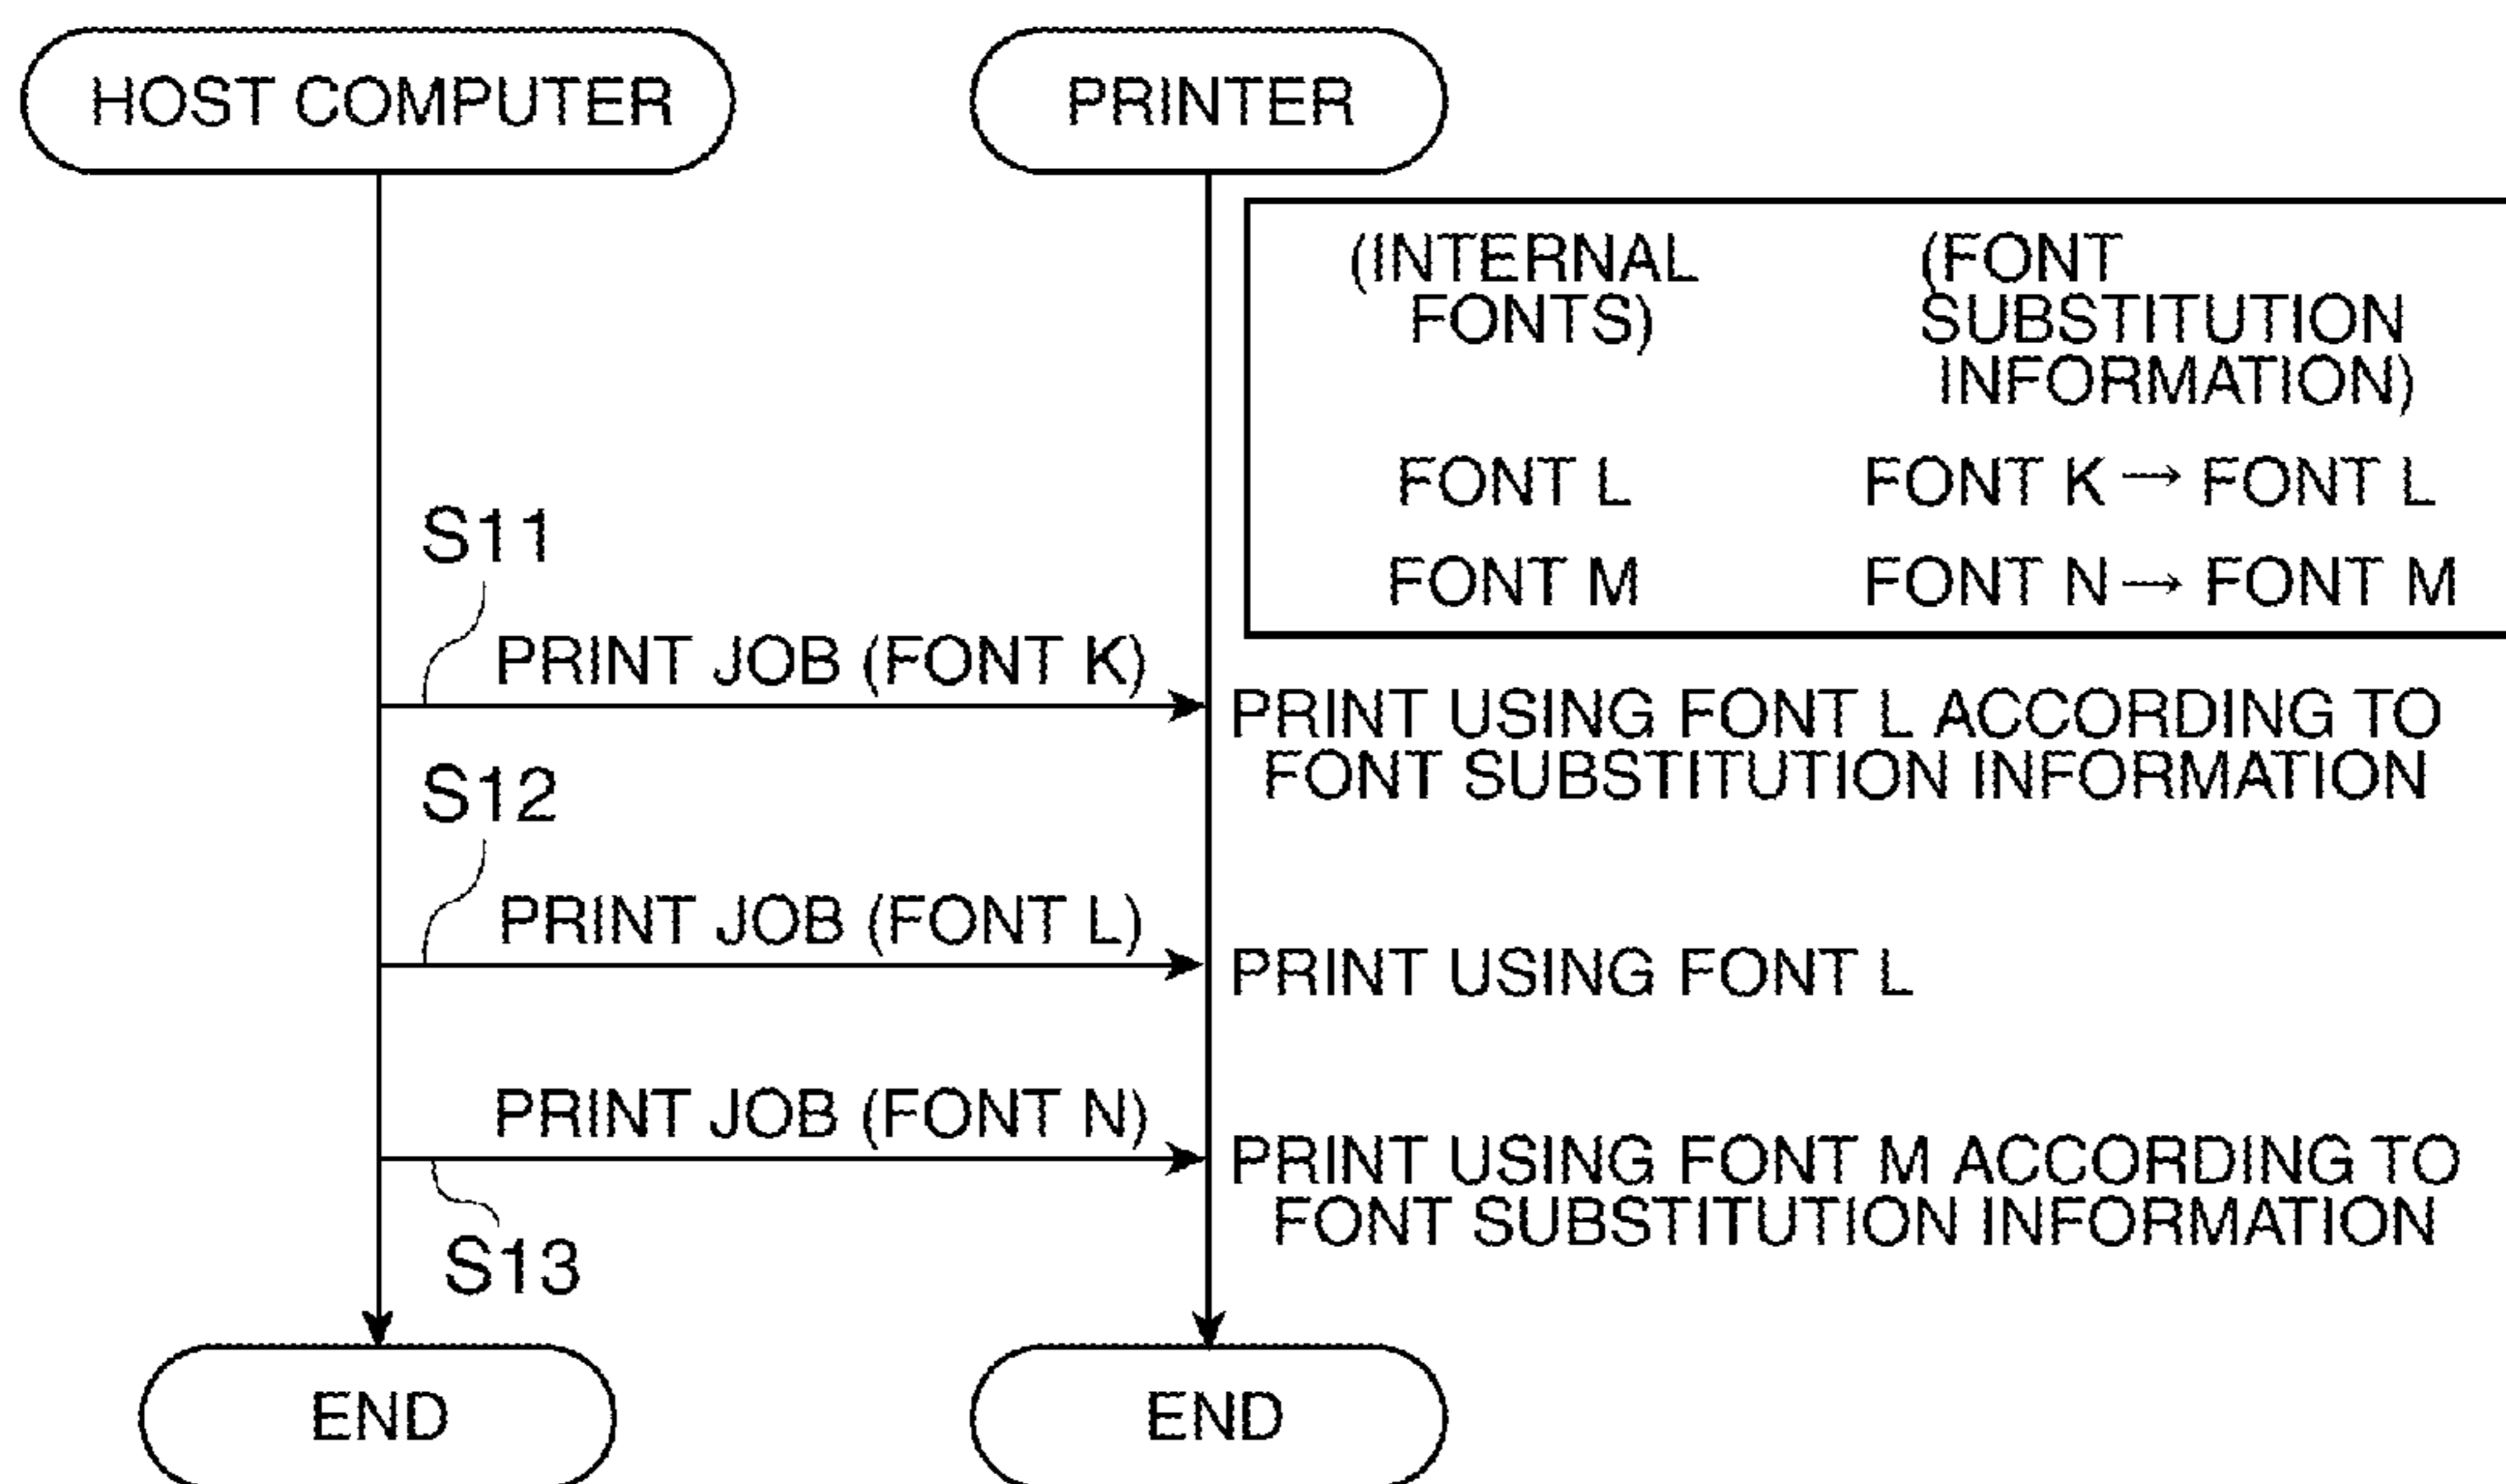 HOST COMPUTER
PRINTER
(INTERNAL
FONTS)
(FONT
SUBSTITUTION
INFORMATION)
FONT L
FONT K → FONT L
FONT M
FONT N → FONT M
S11
PRINT JOB (FONT K)
PRINT USING FONT L ACCORDING TO
FONT SUBSTITUTION INFORMATION
S12
PRINT JOB (FONT L)
PRINT USING FONT L
PRINT JOB (FONT N)
PRINT USING FONT M ACCORDING TO
FONT SUBSTITUTION INFORMATION
S13
END
END